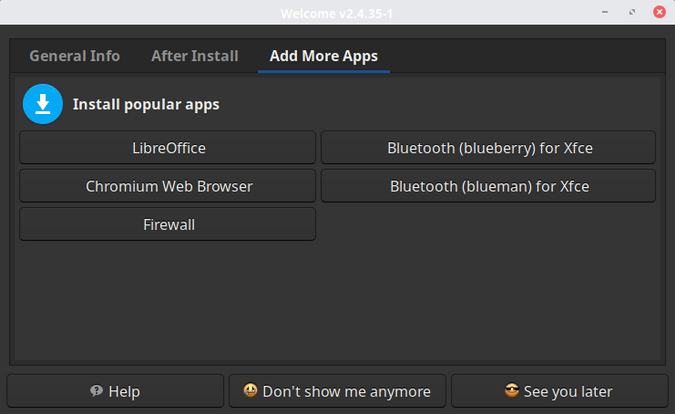 Welcome v2.4.35-1
General Info After Install Add More Apps
Install popular apps
LibreOffice Bluetooth (blueberry) for Xfce
Chromium Web Browser Bluetooth (blueman) for Xfce
Firewall
Help Don't show me anymore See you later